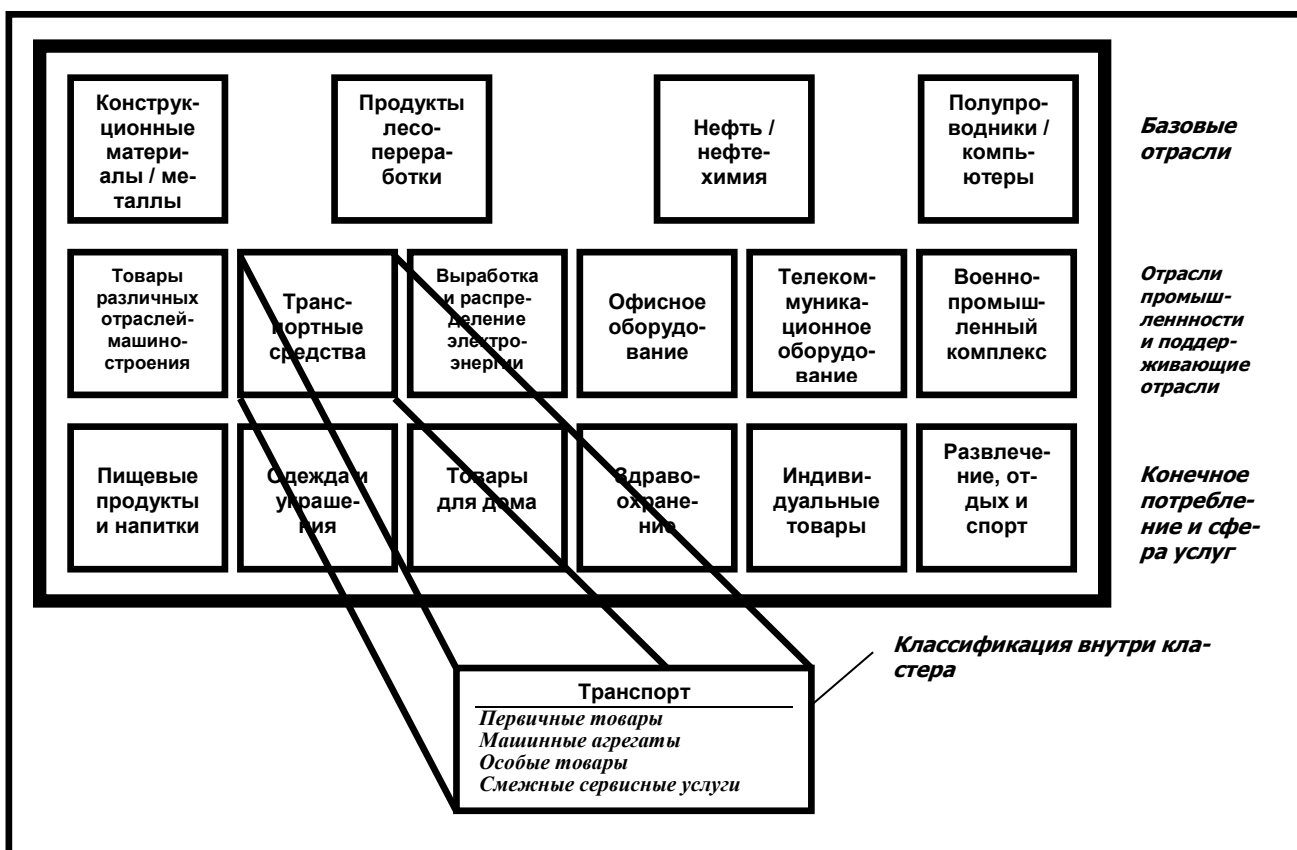 Конструк-
ционные
матери-
алы / ме-
таллы
Продукты
лесо-
перера-
ботки
Нефть /
нефте-
химия
Полупро-
водники /
компь-
ютеры
Базовые
отрасли
Товары
различных
отраслей-
машино-
строения
Транс-
портные
средства
Выработка
и распре-
деление
электро-
энергии
Офисное
оборудо-
вание
Телеком-
муника-
ционное
оборудо-
вание
Военно-
промыш-
ленный
комплекс
Отрасли
промыш-
леннности
и поддер-
живающие
отрасли
Пищевые
продукты
и напитки
Одежда и
украше-
ния
Товары
для дома
Здраво-
охране-
ние
Индиви-
дуальные
товары
Развлече-
ние, от-
дых и
спорт
Конечное
потребле-
ние и сфе-
ра услуг
Классификация внутри кла-
стера
Транспорт
Первичные товары
Машинные агрегаты
Особые товары
Смежные сервисные услуги